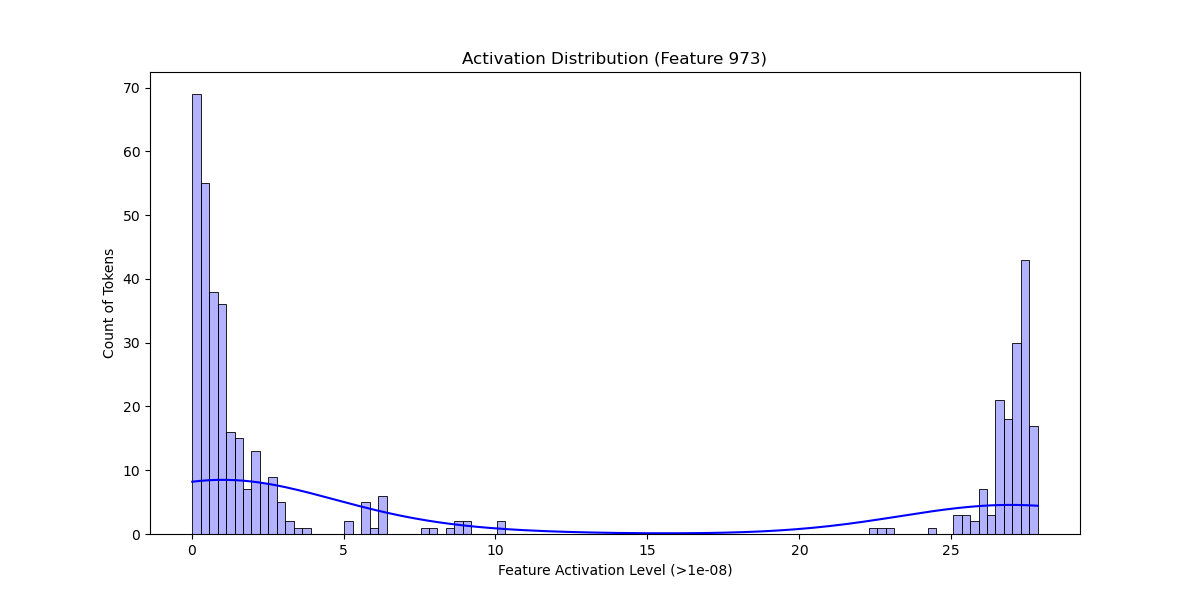 Activation Distribution (Feature 973)
70
60
50
40
30
20
10
0
Count of Tokens
0 5 10 15 20 25
Feature Activation Level (>1e-08)